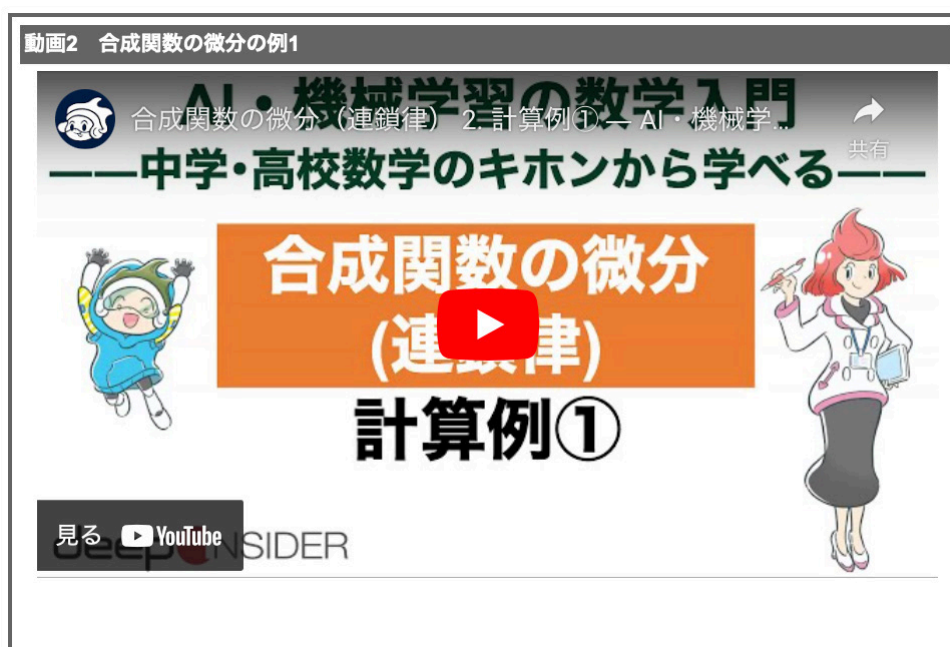 動画2 合成関数の微分の例1
AI・機械学習の数学入門
合成関数の微分（連鎖律） 2. 計算例① ― AI・機械学...
共有
――中学・高校数学のキホンから学べる――
合成関数の微分
(連鎖律)
計算例①
見る YouTube
deep INSIDER